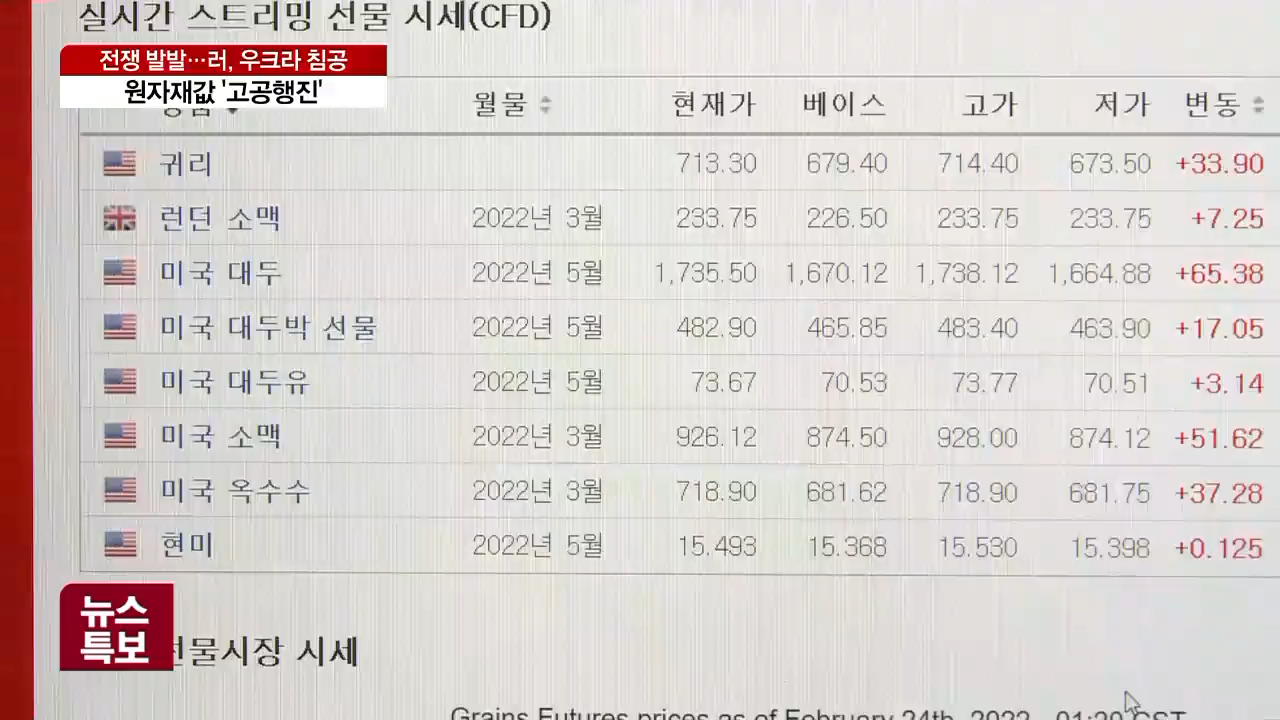 실시간 스트리밍 선물 시세(CFD)
전쟁 발발…러, 우크라 침공
원자재값 '고공행진'
월물 현재가 베이스 고가 저가 변동
귀리 713.30 679.40 714.40 673.50 +33.90
런던 소맥 2022년 3월 233.75 226.50 233.75 233.75 +7.25
미국 대두 2022년 5월 1,735.50 1,670.12 1,738.12 1,664.88 +65.38
미국 대두박 선물 2022년 5월 482.90 465.85 483.40 463.90 +17.05
미국 대두유 2022년 5월 73.67 70.53 73.77 70.51 +3.14
미국 소맥 2022년 3월 926.12 874.50 928.00 874.12 +51.62
미국 옥수수 2022년 3월 718.90 681.62 718.90 681.75 +37.28
현미 2022년 5월 15.493 15.368 15.530 15.398 +0.125
뉴스
특보
선물시장 시세
Grains Futures prices as of February 24th, 2022 - 01:20 CST